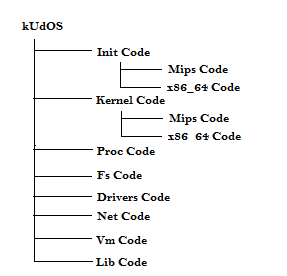 kUdOS
Init Code
Mips Code
x86_64 Code
Kernel Code
Mips Code
x86_64 Code
Proc Code
Fs Code
Drivers Code
Net Code
Vm Code
Lib Code